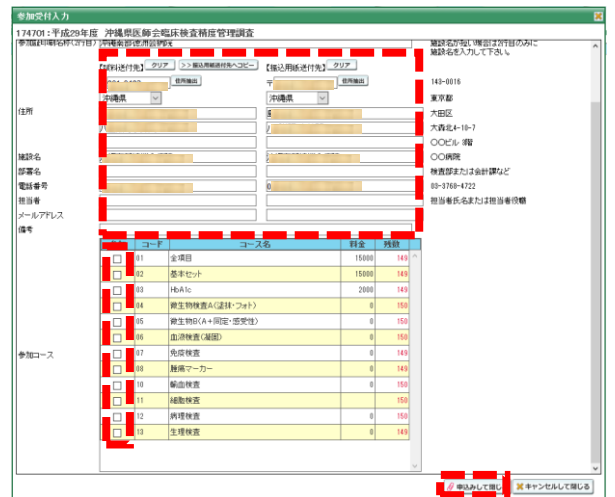 参加受付入力
174701:平成29年度 沖縄県医師会臨床検査精度管理調査
施設名が短い場合は2行目のみに
施設名を入力して下さい。
クリア >>振込用紙送付先へコピー 【振込用紙送付先】 クリア
〒 住所抽出 〒 住所抽出 143-0016
沖縄県 沖縄県 東京都
住所 大田区
大森北4-10-7
〇〇ビル 3階
施設名 〇〇病院
部署名 検査部または会計課など
電話番号 03-3768-4722
担当者 担当者氏名または担当者役職
メールアドレス
備考
コード コース名 料金 残数
01 全項目 15000 149
02 基本セット 15000 149
03 HbA1c 2000 149
04 微生物検査A(塗抹・フォト) 0 150
05 微生物B(A+同定・感受性) 0 150
06 血液検査(凝固) 0 150
参加コース
07 免疫検査 0 149
08 腫瘍マーカー 0 149
10 輸血検査 0 150
11 細胞検査 150
12 病理検査 0 150
13 生理検査 0 149
申込みして閉じ キャンセルして閉じる